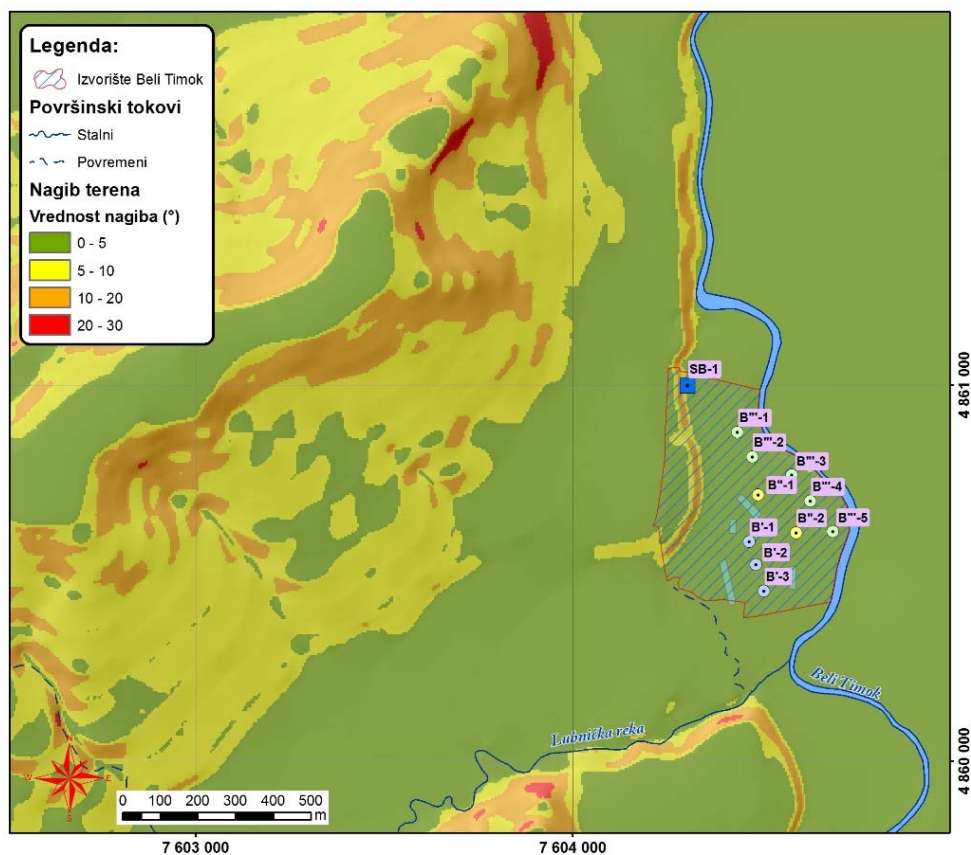 Legenda:
Izvorište Beli Timok
Površinski tokovi
Stalni
Povremeni
Nagib terena
Vrednost nagiba (°)
0 - 5
5 - 10
10 - 20
20 - 30
SB-1
B'''-1
B'''-2
B'''-3
B''-1
B'''-4
B'-1
B''-2
B'''-5
B'-2
B'-3
Beli Timok
Lubnička reka
N
W
E
S
0 100 200 300 400 500
m
7 603 000
7 604 000
4 861 000
4 860 000